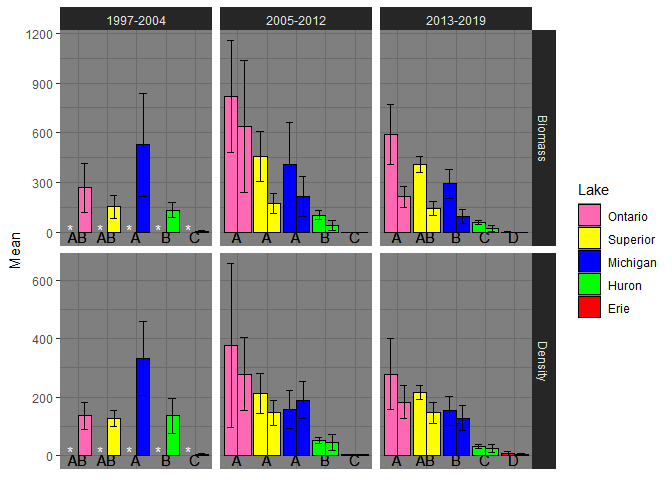 1997-2004 2005-2012 2013-2019
Mean
1200
900
600
300
0
Biomass
* * * * *
AB AB A B C
A A A B C
A AB B C D
600
400
200
0
Density
* * * * *
AB AB A B C
A A A B C
A AB B C D
Lake
Ontario
Superior
Michigan
Huron
Erie